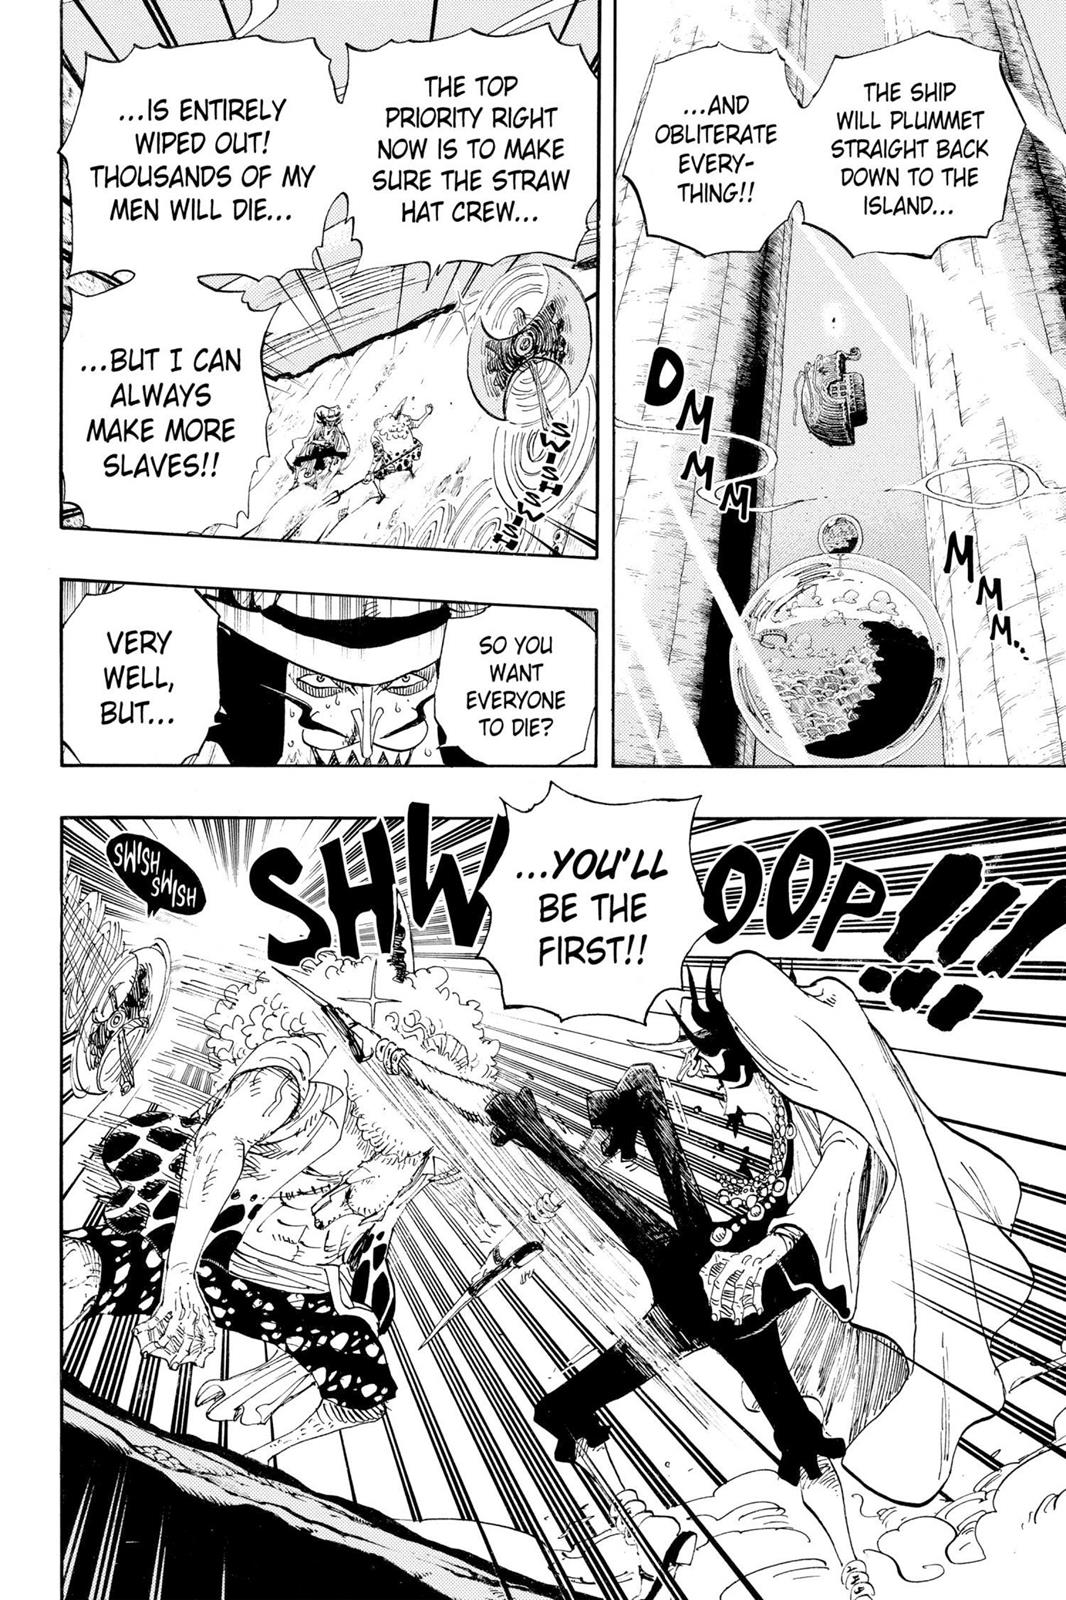 THE SHIP
WILL PLUMMET
STRAIGHT BACK
DOWN TO THE
ISLAND...
...AND
OBLITERATE
EVERY-
THING!!
DMMMM
MMM...
THE TOP
PRIORITY RIGHT
NOW IS TO MAKE
SURE THE STRAW
HAT CREW...
...IS ENTIRELY
WIPED OUT!
THOUSANDS OF MY
MEN WILL DIE...
...BUT I CAN
ALWAYS
MAKE MORE
SLAVES!!
SWISH
SWISH
SO YOU
WANT
EVERYONE
TO DIE?
VERY
WELL,
BUT...
...YOU'LL
BE THE
FIRST!!
SHW OOP!!!
SWISH
SWISH